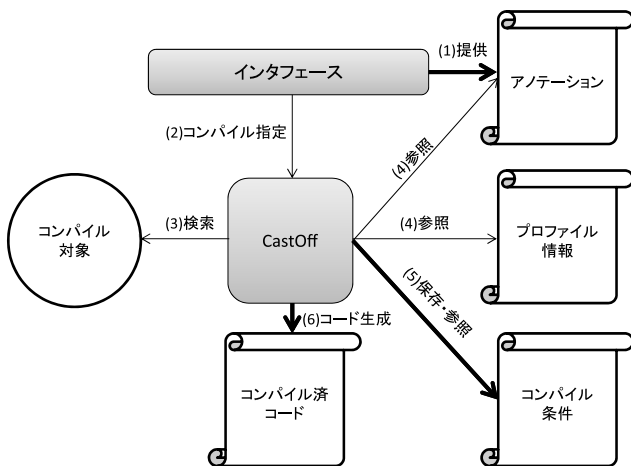 (1)提供
インタフェース
アノテーション
(2)コンパイル指定
(4)参照
コンパイル
対象
(3)検索
CastOff
(4)参照
プロファイル
情報
(5)保存・参照
(6)コード生成
コンパイル済
コード
コンパイル
条件